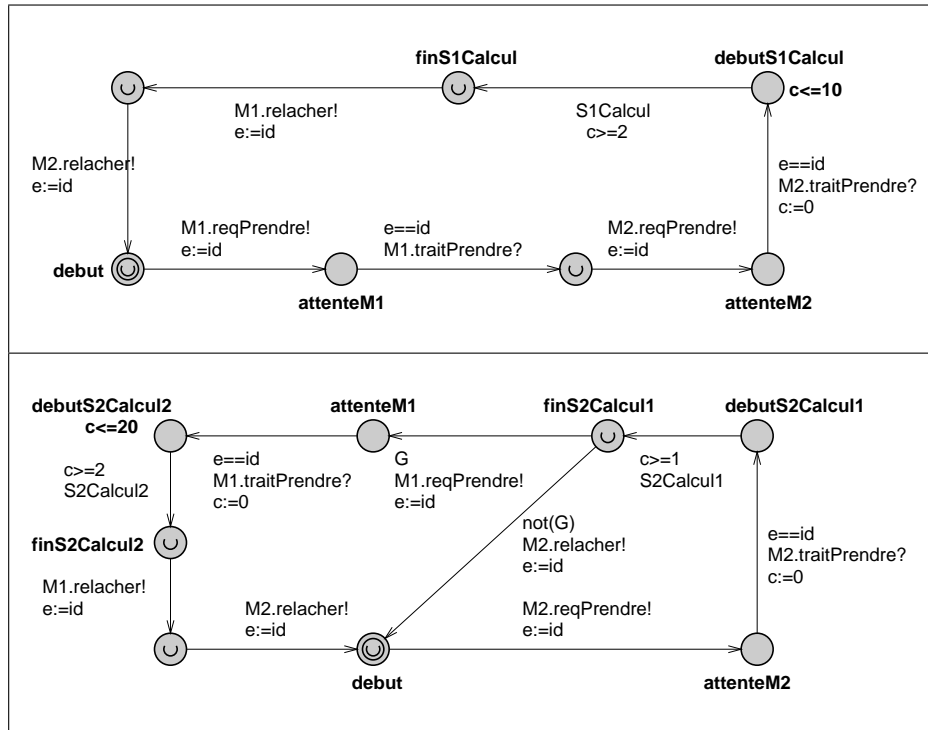 finS1Calcul
debutS1Calcul
c<=10
M1.relacher!
e:=id
S1Calcul
c>=2
M2.relacher!
e:=id
e==id
M2.traitPrendre?
c:=0
M1.reqPrendre!
e:=id
e==id
M1.traitPrendre?
M2.reqPrendre!
e:=id
debut
attenteM1
attenteM2
debutS2Calcul2
c<=20
attenteM1
finS2Calcul1
debutS2Calcul1
c>=2
S2Calcul2
e==id
M1.traitPrendre?
c:=0
G
M1.reqPrendre!
e:=id
c>=1
S2Calcul1
not(G)
M2.relacher!
e:=id
e==id
M2.traitPrendre?
c:=0
finS2Calcul2
M1.relacher!
e:=id
M2.relacher!
e:=id
M2.reqPrendre!
e:=id
debut
attenteM2